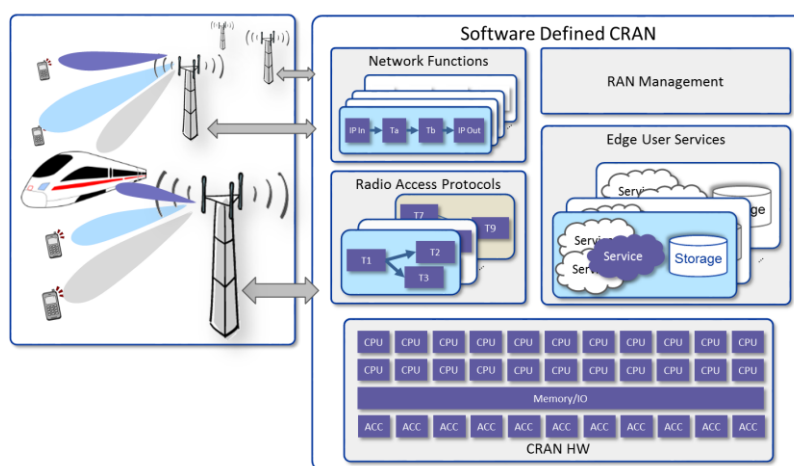 Software Defined CRAN
Network Functions
IP In
Ta
Tb
IP Out
...
RAN Management
Radio Access Protocols
T7
T9
T1
T2
T3
...
Edge User Services
Service
Service
Service
Service
Storage
...
CPU CPU CPU CPU CPU CPU CPU CPU CPU CPU CPU
CPU CPU CPU CPU CPU CPU CPU CPU CPU CPU CPU
Memory/IO
ACC ACC ACC ACC ACC ACC ACC ACC ACC ACC ACC
CRAN HW